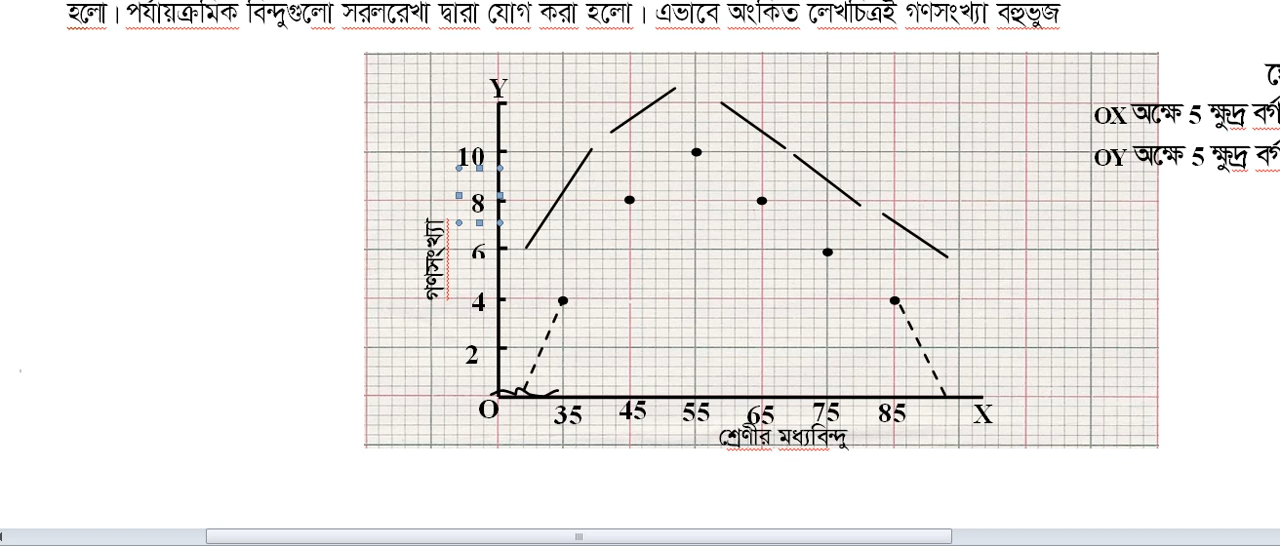 হলো। পর্যায়ক্রমিক বিন্দুগুলো সরলরেখা দ্বারা যোগ করা হলো। এভাবে অংকিত লেখচিত্রই গণসংখ্যা বহুভুজ
OX অক্ষে 5 ক্ষুদ্র বর্গ
OY অক্ষে 5 ক্ষুদ্র বর্গ
Y
10
8
6
4
2
গণসংখ্যা
O 35 45 55 65 75 85 X
শ্রেণীর মধ্যবিন্দু